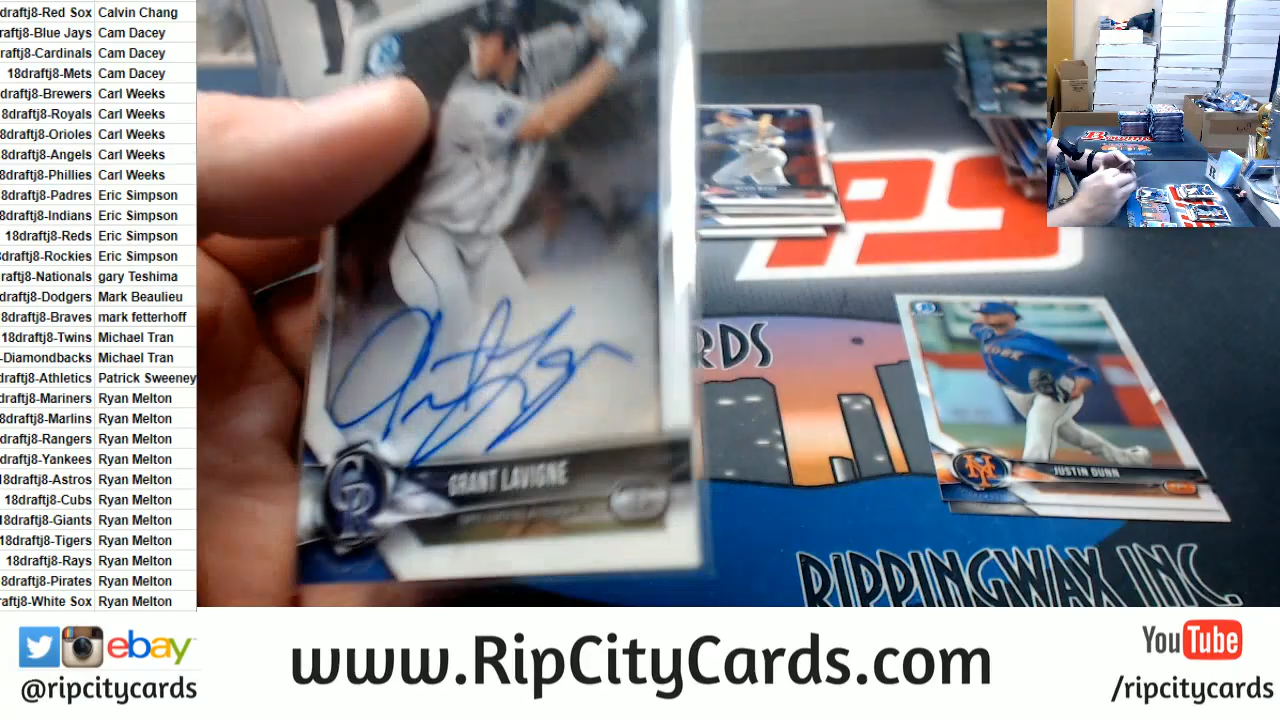 draftj8-Red Sox Calvin Chang
raftj8-Blue Jays Cam Dacey
draftj8-Cardinals Cam Dacey
18draftj8-Mets Cam Dacey
draftj8-Brewers Carl Weeks
8draftj8-Royals Carl Weeks
8draftj8-Orioles Carl Weeks
8draftj8-Angels Carl Weeks
8draftj8-Phillies Carl Weeks
8draftj8-Padres Eric Simpson
8draftj8-Indians Eric Simpson
18draftj8-Reds Eric Simpson
8draftj8-Rockies Eric Simpson
raftj8-Nationals gary Teshima
draftj8-Dodgers Mark Beaulieu
8draftj8-Braves mark fetterhoff
18draftj8-Twins Michael Tran
-Diamondbacks Michael Tran
draftj8-Athletics Patrick Sweeney
draftj8-Mariners Ryan Melton
draftj8-Marlins Ryan Melton
draftj8-Rangers Ryan Melton
draftj8-Yankees Ryan Melton
18draftj8-Astros Ryan Melton
18draftj8-Cubs Ryan Melton
18draftj8-Giants Ryan Melton
18draftj8-Tigers Ryan Melton
18draftj8-Rays Ryan Melton
8draftj8-Pirates Ryan Melton
raftj8-White Sox Ryan Melton
GRANT LAVIGNE
RDS
YORK
JUSTIN DUNN
RIPPINGWAX INC.
ebay
@ripcitycards
www.RipCityCards.com
YouTube
/ripcitycards